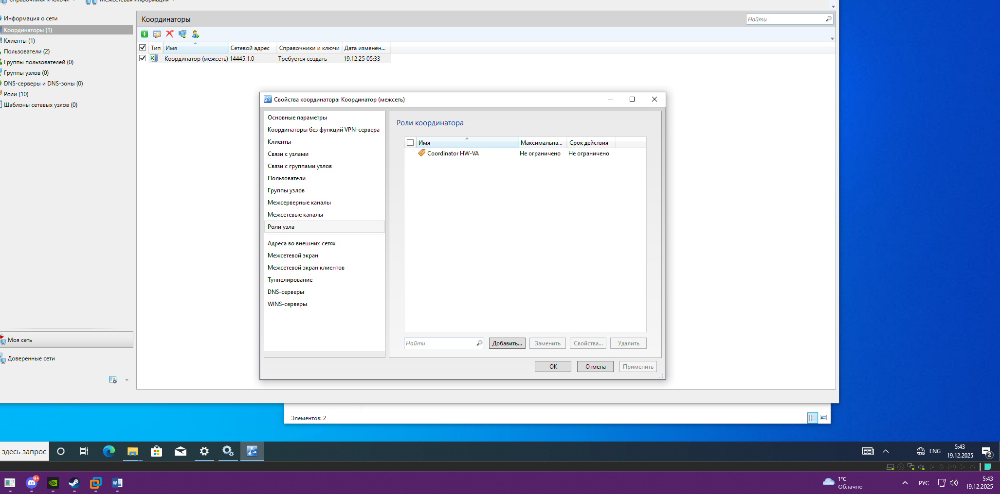 Справочники и ключи
Межсетевая информация
Информация о сети
Координаторы (1)
Клиенты (1)
Пользователи (2)
Группы пользователей (0)
Группы узлов (0)
DNS-серверы и DNS-зоны (0)
Роли (10)
Шаблоны сетевых узлов (0)
Моя сеть
Доверенные сети
Координаторы
Найти
Тип Имя Сетевой адрес Справочники и ключи Дата изменен...
Координатор (межсеть) 14445.1.0 Требуется создать 19.12.25 05:33
Свойства координатора: Координатор (межсеть)
Основные параметры
Координаторы без функций VPN-сервера
Клиенты
Связи с узлами
Связи с группами узлов
Пользователи
Группы узлов
Межсерверные каналы
Межсетевые каналы
Роли узла
Адреса во внешних сетях
Межсетевой экран
Межсетевой экран клиентов
Туннелирование
DNS-серверы
WINS-серверы
Роли координатора
Имя Максимальна... Срок действия
Coordinator HW-VA Не ограничено Не ограничено
Найти Добавить... Заменить Свойства... Удалить
OK Отмена Применить
Элементов: 2
здесь запрос
ENG
5:43
19.12.2025
2
9+
1°C
Облачно
РУС
5:43
19.12.2025